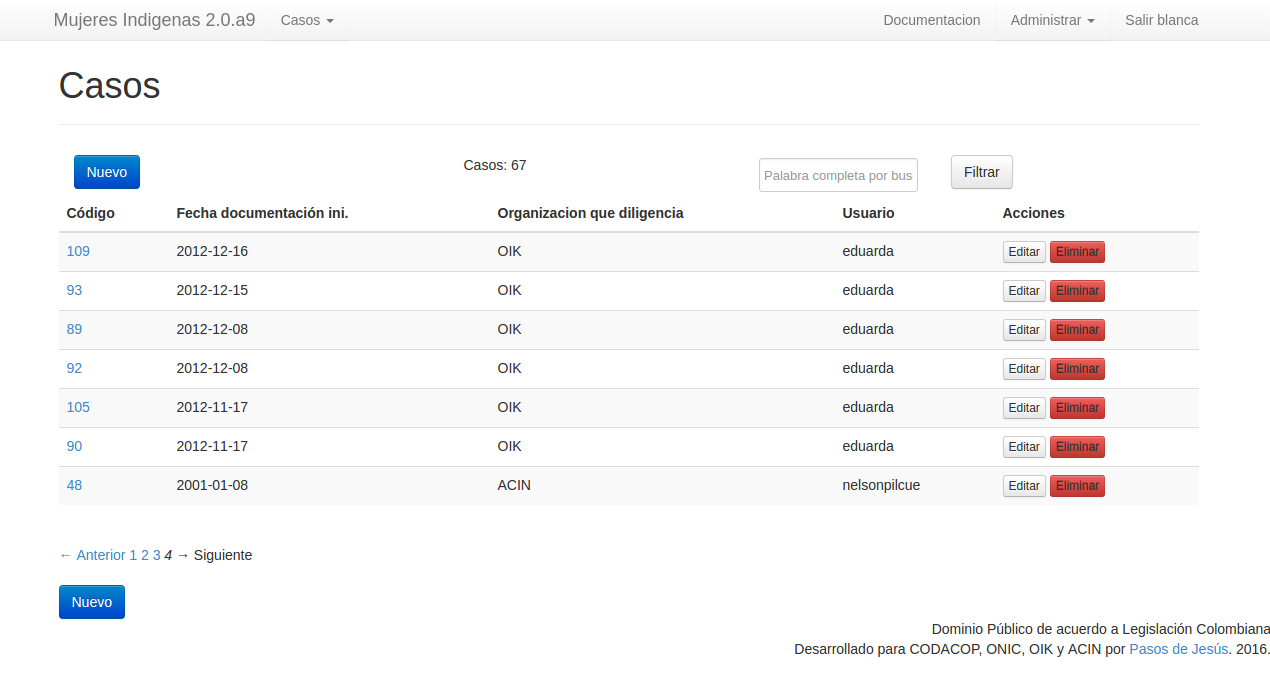 Mujeres Indigenas 2.0.a9 Casos Documentacion Administrar Salir blanca
Casos
Nuevo Casos: 67 Palabra completa por bus Filtrar
Código Fecha documentación ini. Organizacion que diligencia Usuario Acciones
109 2012-12-16 OIK eduarda Editar Eliminar
93 2012-12-15 OIK eduarda Editar Eliminar
89 2012-12-08 OIK eduarda Editar Eliminar
92 2012-12-08 OIK eduarda Editar Eliminar
105 2012-11-17 OIK eduarda Editar Eliminar
90 2012-11-17 OIK eduarda Editar Eliminar
48 2001-01-08 ACIN nelsonpilcue Editar Eliminar
← Anterior 1 2 3 4 → Siguiente
Nuevo
Dominio Público de acuerdo a Legislación Colombiana
Desarrollado para CODACOP, ONIC, OIK y ACIN por Pasos de Jesús. 2016.